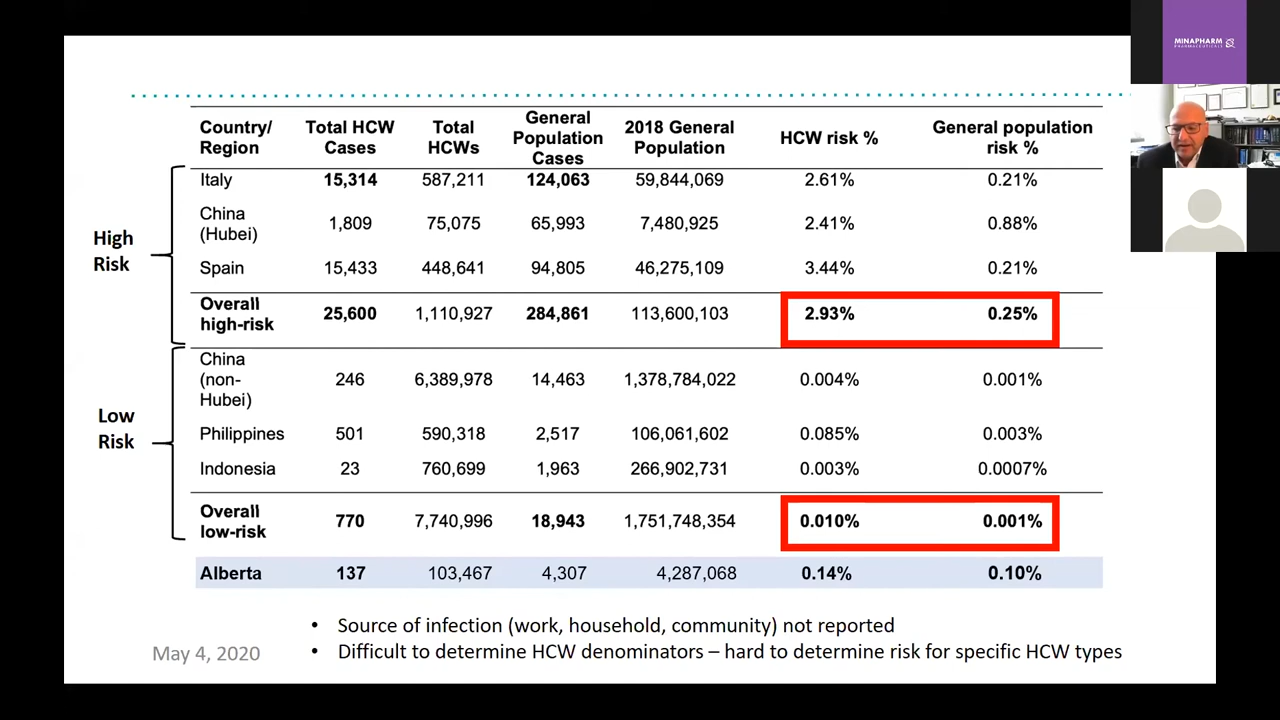 MINAPHARM
PHARMACEUTICALS
Country/ Region Total HCW Cases Total HCWs General Population Cases 2018 General Population HCW risk % General population risk %
High Risk
Italy 15,314 587,211 124,063 59,844,069 2.61% 0.21%
China (Hubei) 1,809 75,075 65,993 7,480,925 2.41% 0.88%
Spain 15,433 448,641 94,805 46,275,109 3.44% 0.21%
Overall high-risk 25,600 1,110,927 284,861 113,600,103 2.93% 0.25%
Low Risk
China (non-Hubei) 246 6,389,978 14,463 1,378,784,022 0.004% 0.001%
Philippines 501 590,318 2,517 106,061,602 0.085% 0.003%
Indonesia 23 760,699 1,963 266,902,731 0.003% 0.0007%
Overall low-risk 770 7,740,996 18,943 1,751,748,354 0.010% 0.001%
Alberta 137 103,467 4,307 4,287,068 0.14% 0.10%
• Source of infection (work, household, community) not reported
• Difficult to determine HCW denominators – hard to determine risk for specific HCW types
May 4, 2020